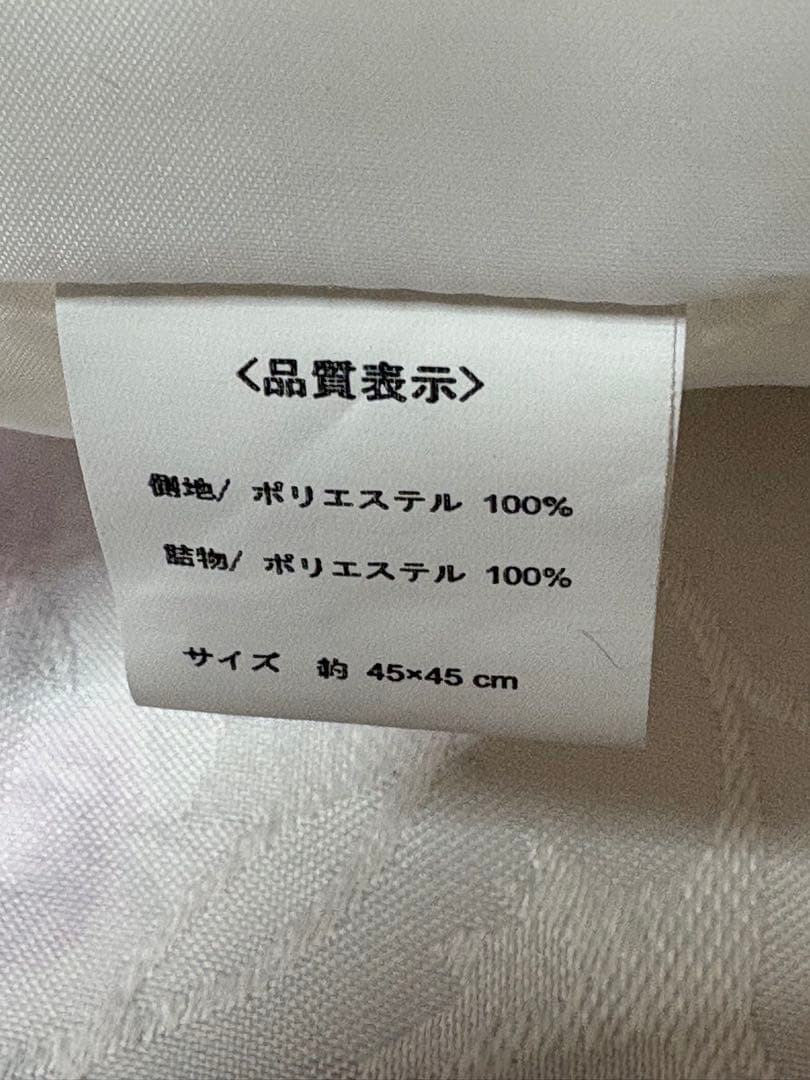 <品質表示>
側地/ ポリエステル 100%
詰物/ ポリエステル 100%
サイズ 約 45×45 cm